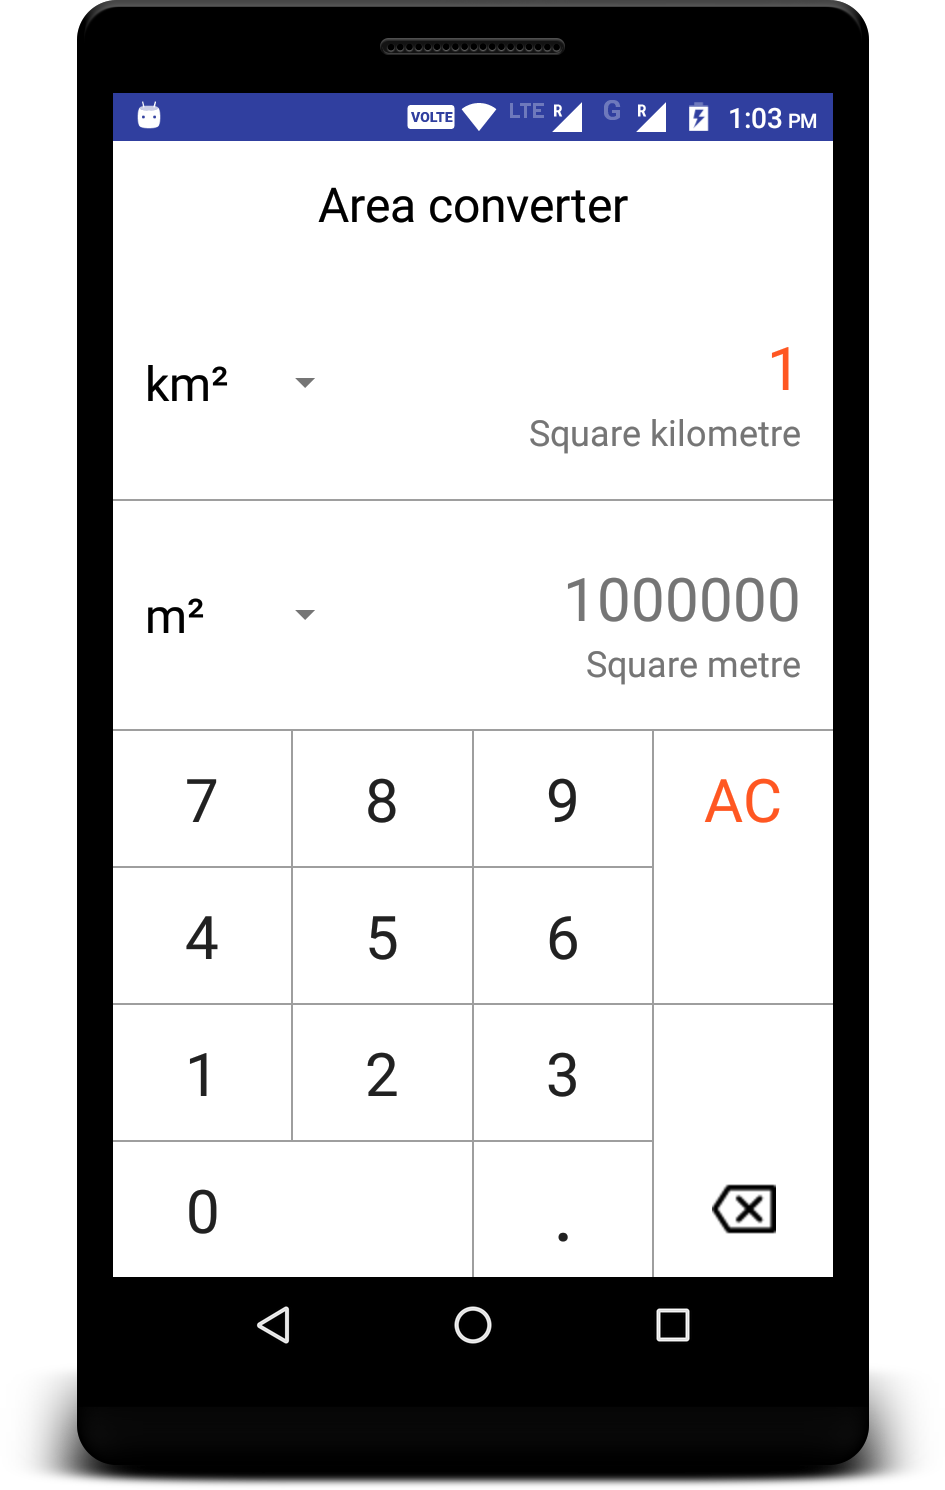 VOLTE LTE R G R 1:03 PM
Area converter
km² 1
Square kilometre
m² 1000000
Square metre
7 8 9 AC
4 5 6
1 2 3
0 .